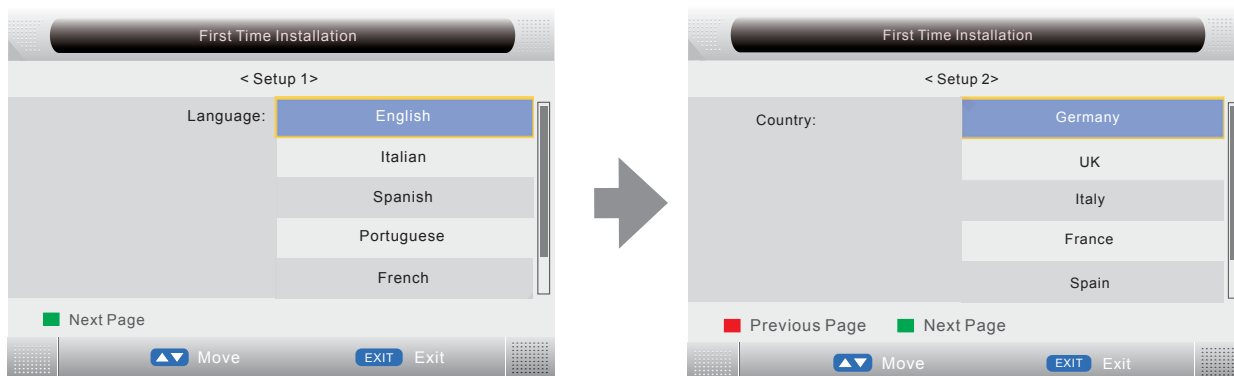 First Time Installation
< Setup 1>
Language:
English
Italian
Spanish
Portuguese
French
Next Page
Move
EXIT Exit
First Time Installation
< Setup 2>
Country:
Germany
UK
Italy
France
Spain
Previous Page Next Page
Move
EXIT Exit